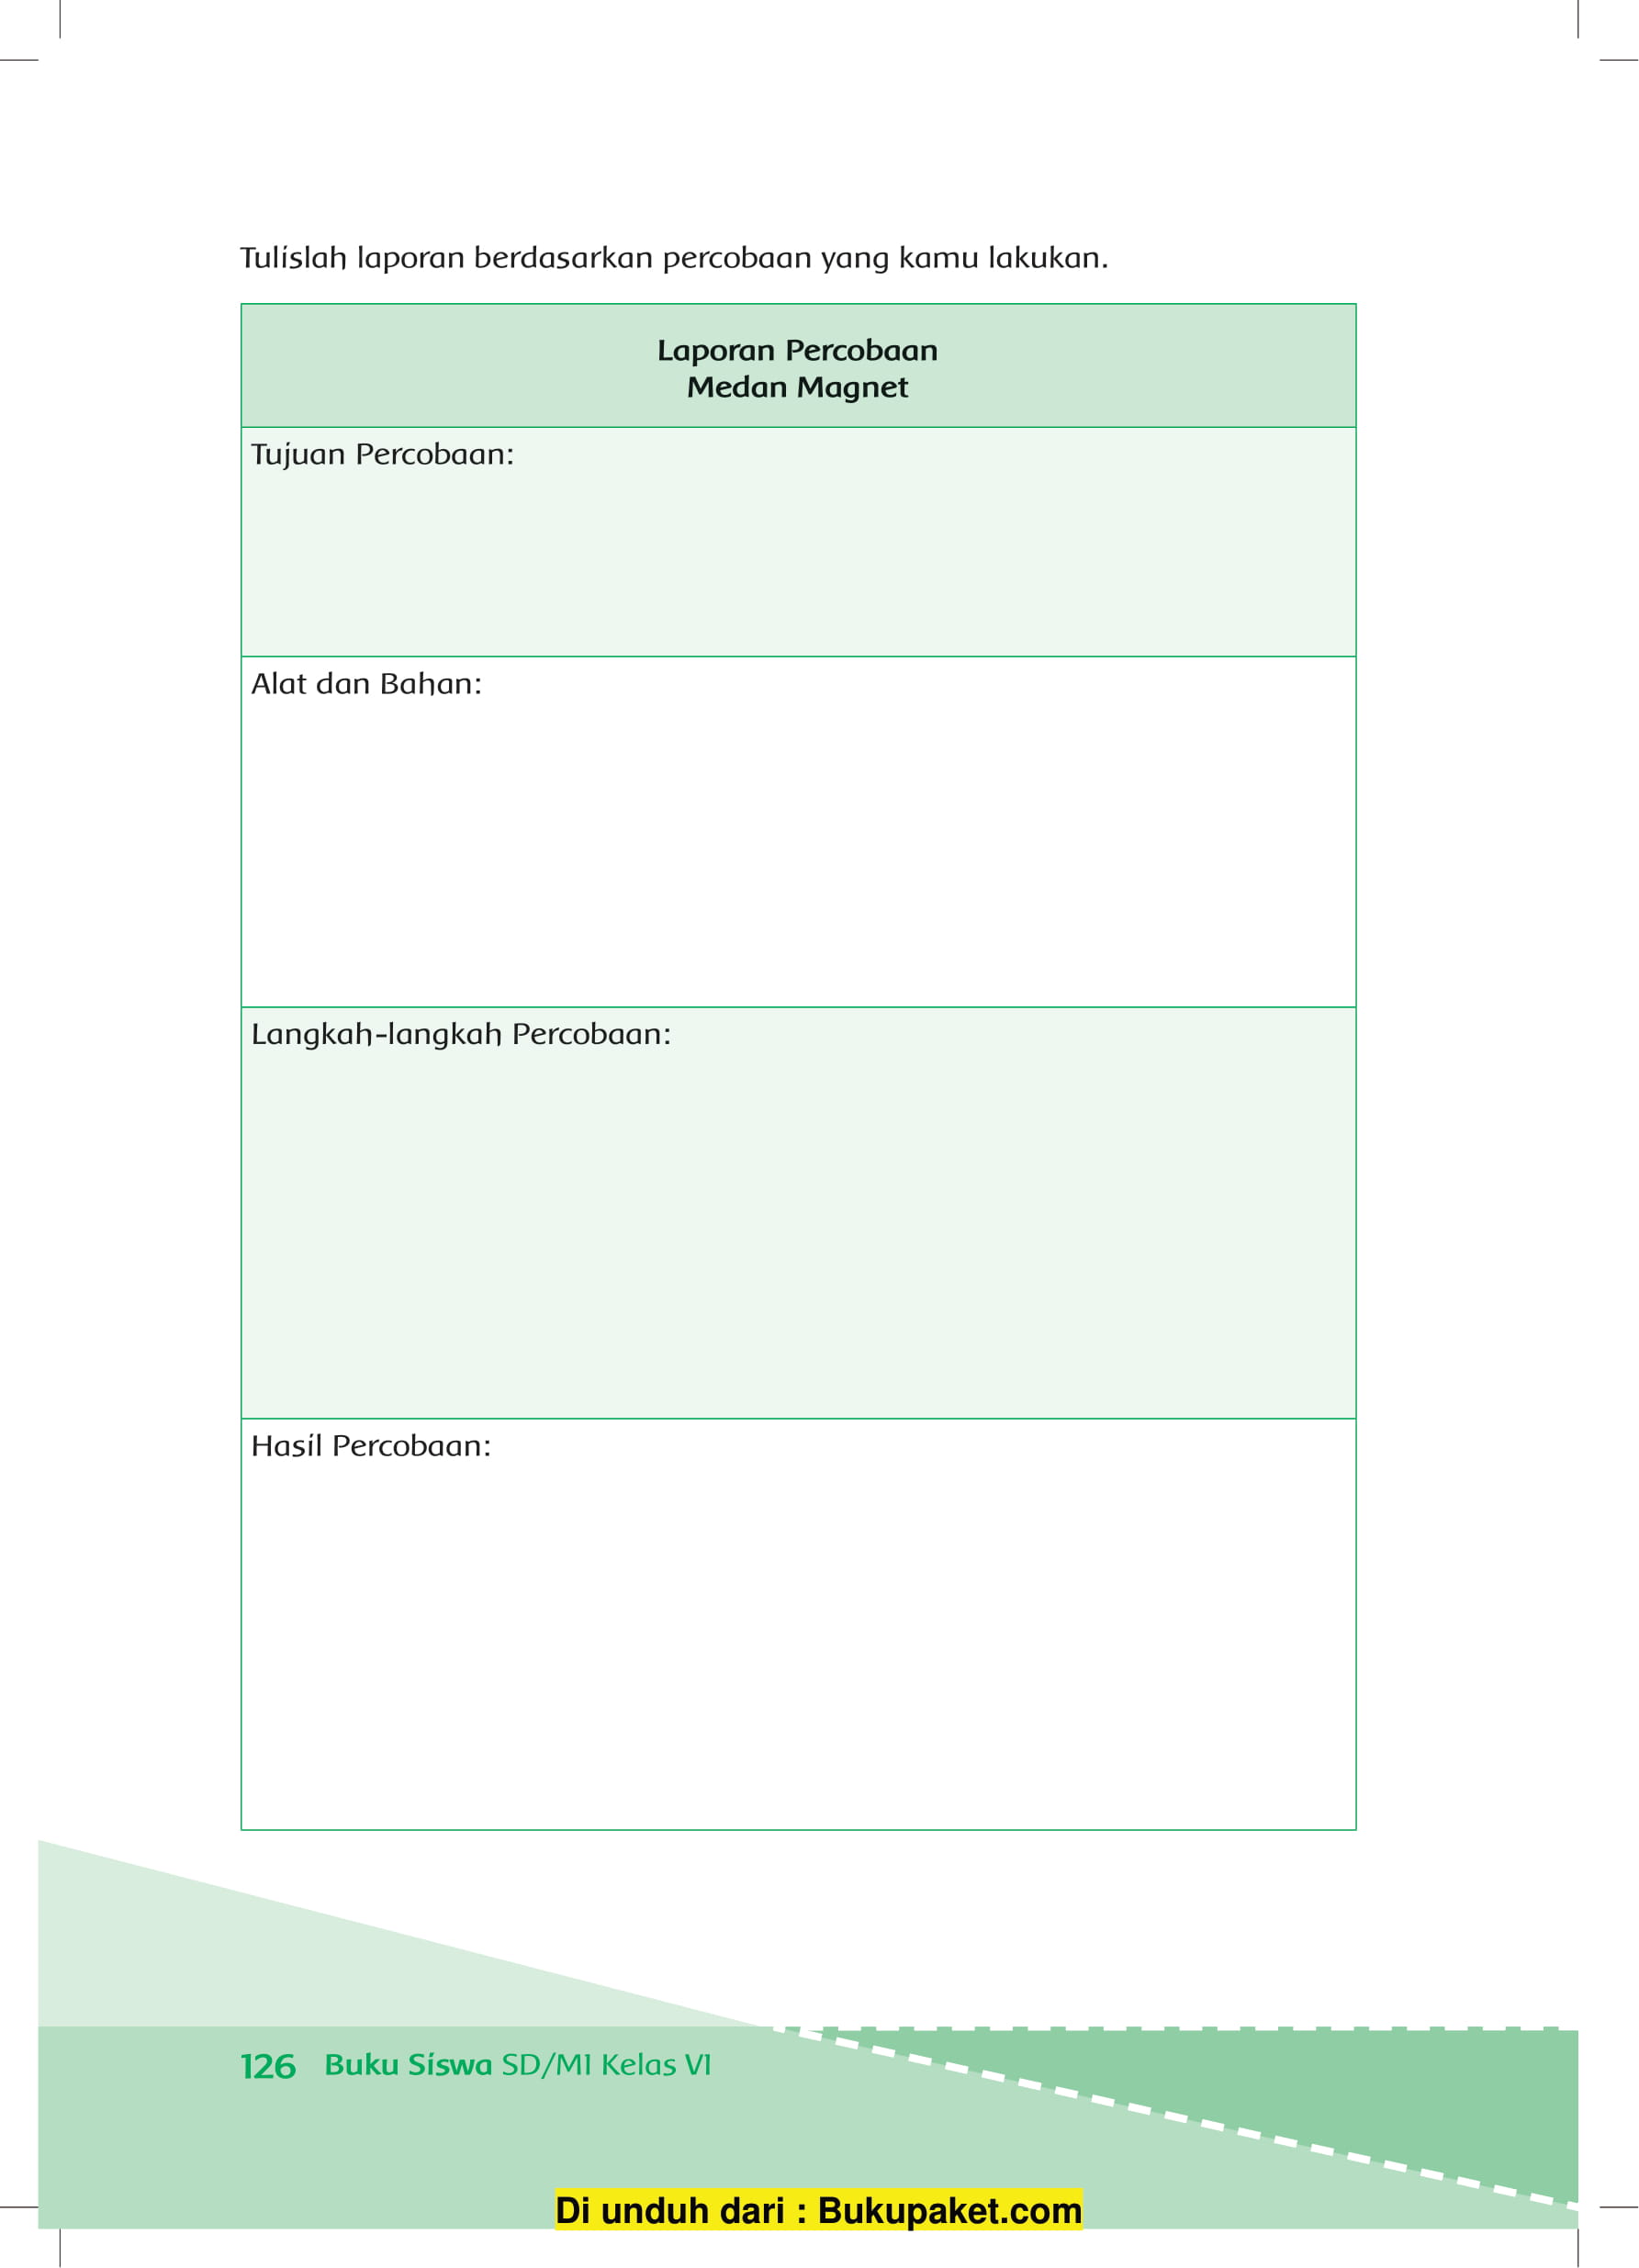 Tulislah laporan berdasarkan percobaan yang kamu lakukan.
Laporan Percobaan
Medan Magnet
Tujuan Percobaan:
Alat dan Bahan:
Langkah-langkah Percobaan:
Hasil Percobaan:
126 Buku Siswa SD/MI Kelas VI
Di unduh dari : Bukupaket.com